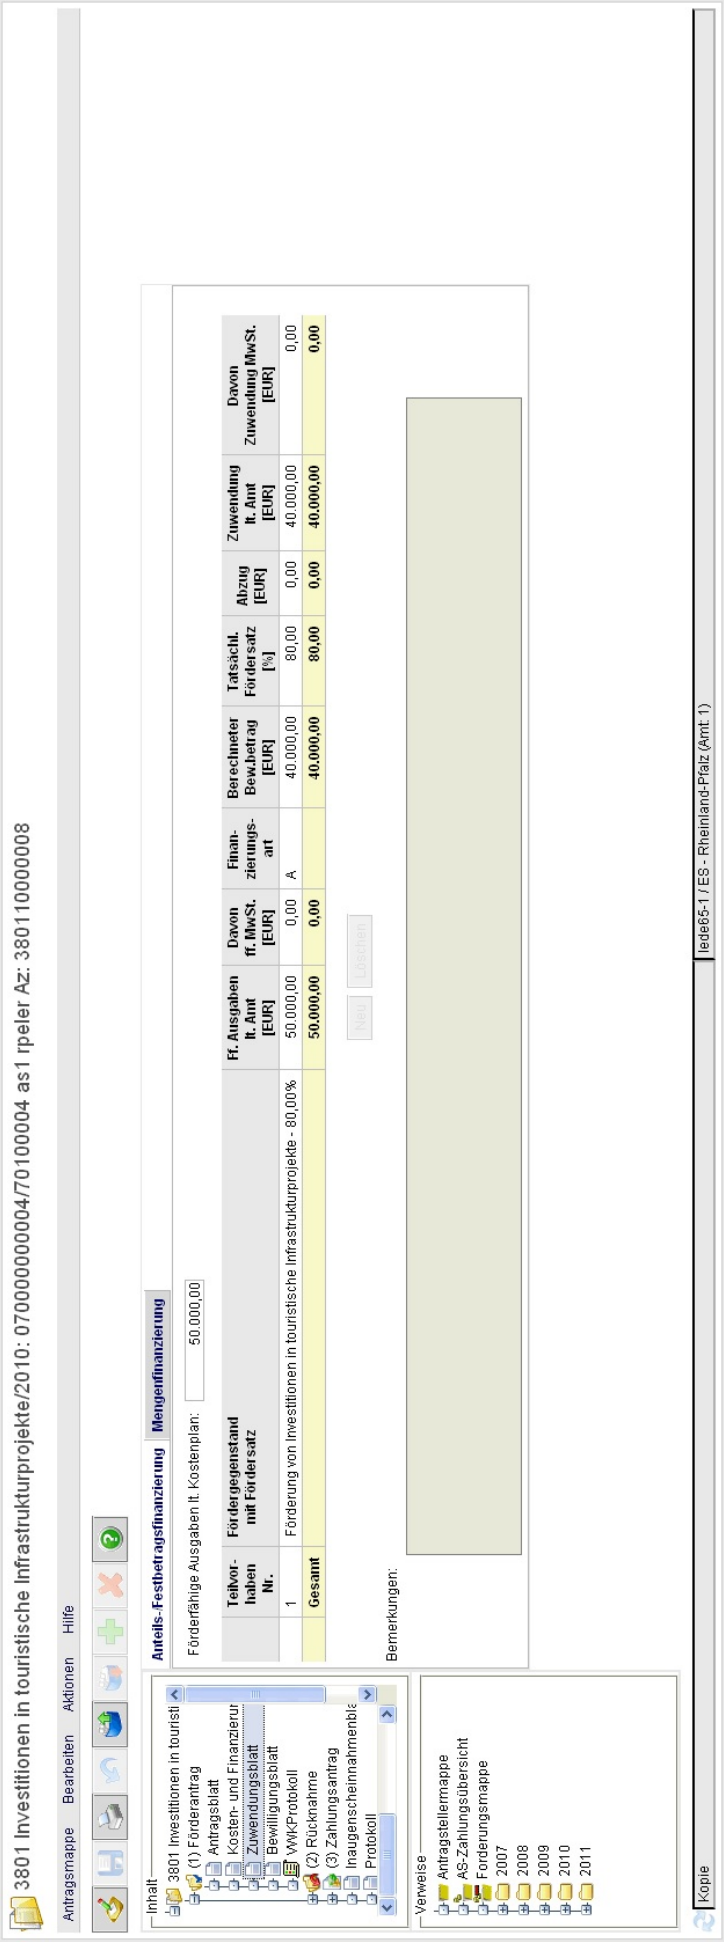 3801 Investitionen in touristische Infrastrukturprojekte/2010: 070000000004/70100004 as1 rpeler Az: 380110000008
Antragsmappe Bearbeiten Aktionen Hilfe
Inhalt
3801 Investitionen in touristi
(1) Förderantrag
Antragsblatt
Kosten- und Finanzierur
Zuwendungsblatt
Bewilligungsblatt
VWKProtokoll
(2) Rücknahme
(3) Zahlungsantrag
Inaugenscheinnahmenbla
Protokoll
Verweise
Antragstellermappe
AS-Zahlungsübersicht
Forderungsmappe
2007
2008
2009
2010
2011
Anteils-/Festbetragsfinanzierung Mengenfinanzierung
Förderfähige Ausgaben lt. Kostenplan: 50.000,00
Teilvor-haben Nr. Fördergegenstand mit Fördersatz Ff. Ausgaben lt. Amt [EUR] Davon ff. MwSt. [EUR] Finan-zierungs-art Berechneter Bew.betrag [EUR] Tatsächl. Fördersatz [%] Abzug [EUR] Zuwendung lt. Amt [EUR] Davon Zuwendung MwSt. [EUR]
1 Förderung von Investitionen in touristische Infrastrukturprojekte - 80,00% 50.000,00 0,00 A 40.000,00 80,00 0,00 40.000,00 0,00
Gesamt 50.000,00 0,00 40.000,00 80,00 0,00 40.000,00 0,00
Neu Löschen
Bemerkungen:
Kopie lede65-1 / ES - Rheinland-Pfalz (Amt: 1)